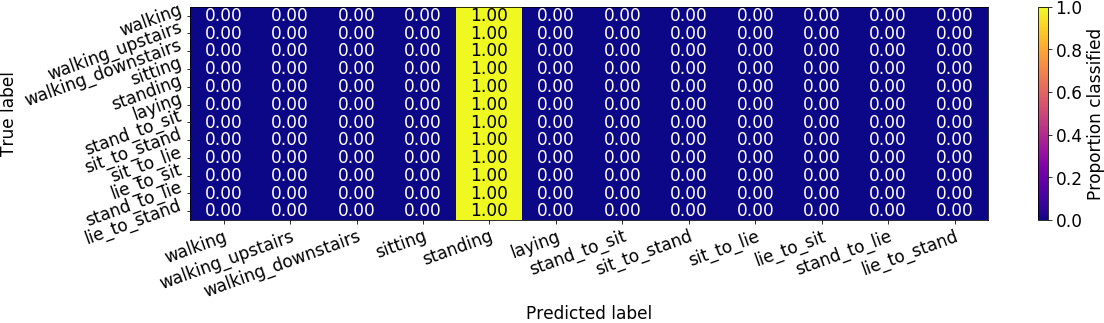 True label
walking
walking_upstairs
walking_downstairs
sitting
standing
laying
stand_to_sit
sit_to_stand
sit_to_lie
lie_to_sit
stand_to_lie
lie_to_stand
0.00 0.00 0.00 0.00 1.00 0.00 0.00 0.00 0.00 0.00 0.00 0.00
0.00 0.00 0.00 0.00 1.00 0.00 0.00 0.00 0.00 0.00 0.00 0.00
0.00 0.00 0.00 0.00 1.00 0.00 0.00 0.00 0.00 0.00 0.00 0.00
0.00 0.00 0.00 0.00 1.00 0.00 0.00 0.00 0.00 0.00 0.00 0.00
0.00 0.00 0.00 0.00 1.00 0.00 0.00 0.00 0.00 0.00 0.00 0.00
0.00 0.00 0.00 0.00 1.00 0.00 0.00 0.00 0.00 0.00 0.00 0.00
0.00 0.00 0.00 0.00 1.00 0.00 0.00 0.00 0.00 0.00 0.00 0.00
0.00 0.00 0.00 0.00 1.00 0.00 0.00 0.00 0.00 0.00 0.00 0.00
0.00 0.00 0.00 0.00 1.00 0.00 0.00 0.00 0.00 0.00 0.00 0.00
0.00 0.00 0.00 0.00 1.00 0.00 0.00 0.00 0.00 0.00 0.00 0.00
0.00 0.00 0.00 0.00 1.00 0.00 0.00 0.00 0.00 0.00 0.00 0.00
0.00 0.00 0.00 0.00 1.00 0.00 0.00 0.00 0.00 0.00 0.00 0.00
walking
walking_upstairs
walking_downstairs
sitting
standing
laying
stand_to_sit
sit_to_stand
sit_to_lie
lie_to_sit
stand_to_lie
lie_to_stand
Predicted label
1.0
0.8
0.6
0.4
0.2
0.0
Proportion classified